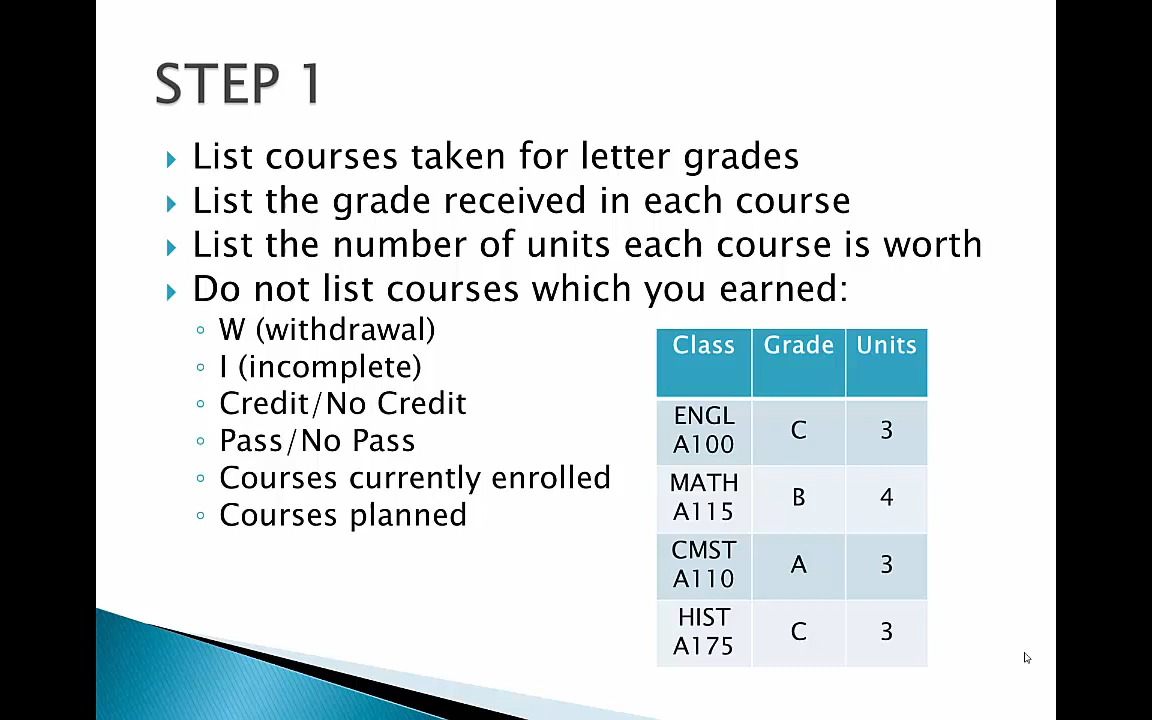 STEP 1
List courses taken for letter grades
List the grade received in each course
List the number of units each course is worth
Do not list courses which you earned:
W (withdrawal)
I (incomplete)
Credit/No Credit
Pass/No Pass
Courses currently enrolled
Courses planned
Class Grade Units
ENGL
A100 C 3
MATH
A115 B 4
CMST
A110 A 3
HIST
A175 C 3